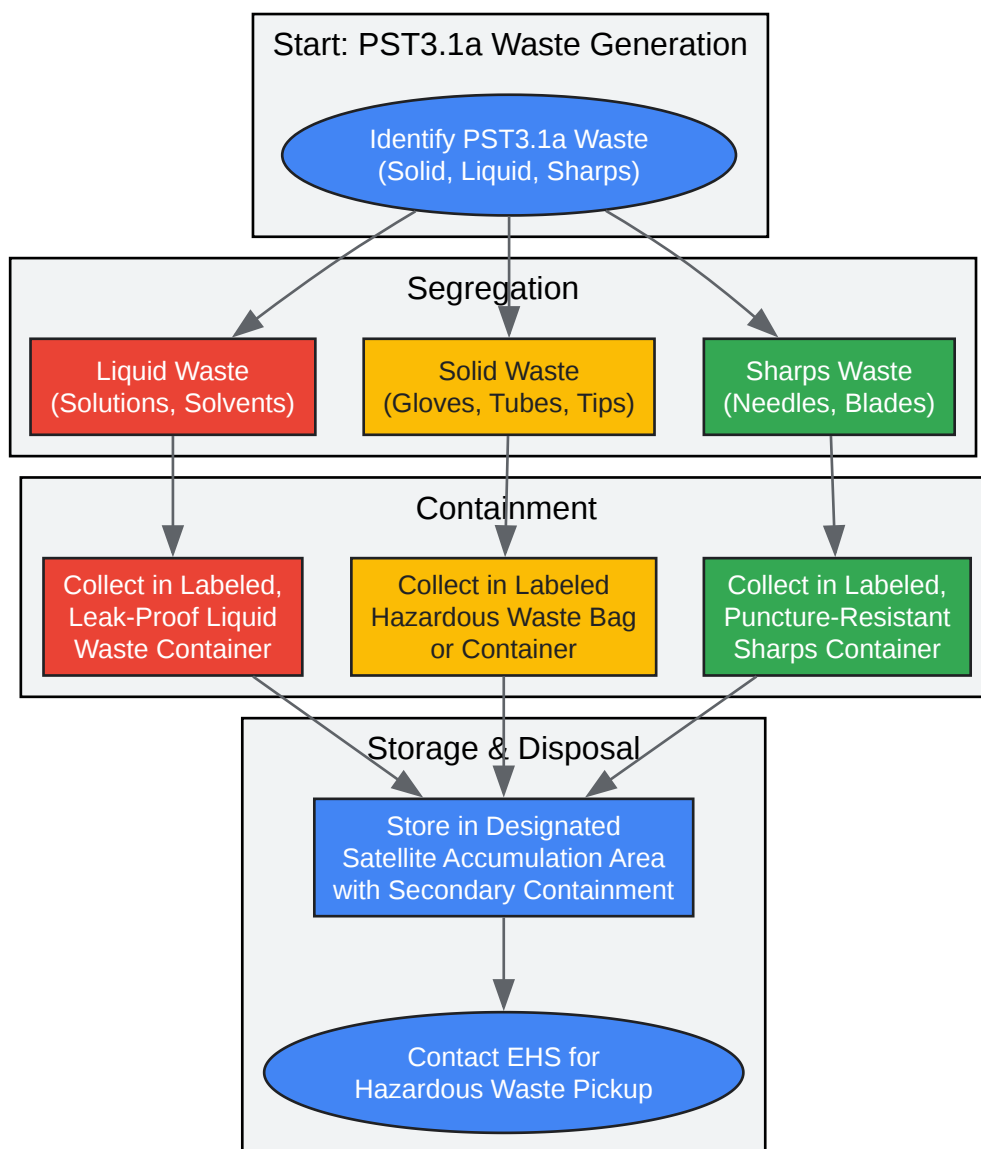 Start: PST3.1a Waste Generation
Identify PST3.1a Waste
(Solid, Liquid, Sharps)
Segregation
Liquid Waste
(Solutions, Solvents)
Solid Waste
(Gloves, Tubes, Tips)
Sharps Waste
(Needles, Blades)
Containment
Collect in Labeled,
Leak-Proof Liquid
Waste Container
Collect in Labeled
Hazardous Waste Bag
or Container
Collect in Labeled,
Puncture-Resistant
Sharps Container
Storage & Disposal
Store in Designated
Satellite Accumulation Area
with Secondary Containment
Contact EHS for
Hazardous Waste Pickup